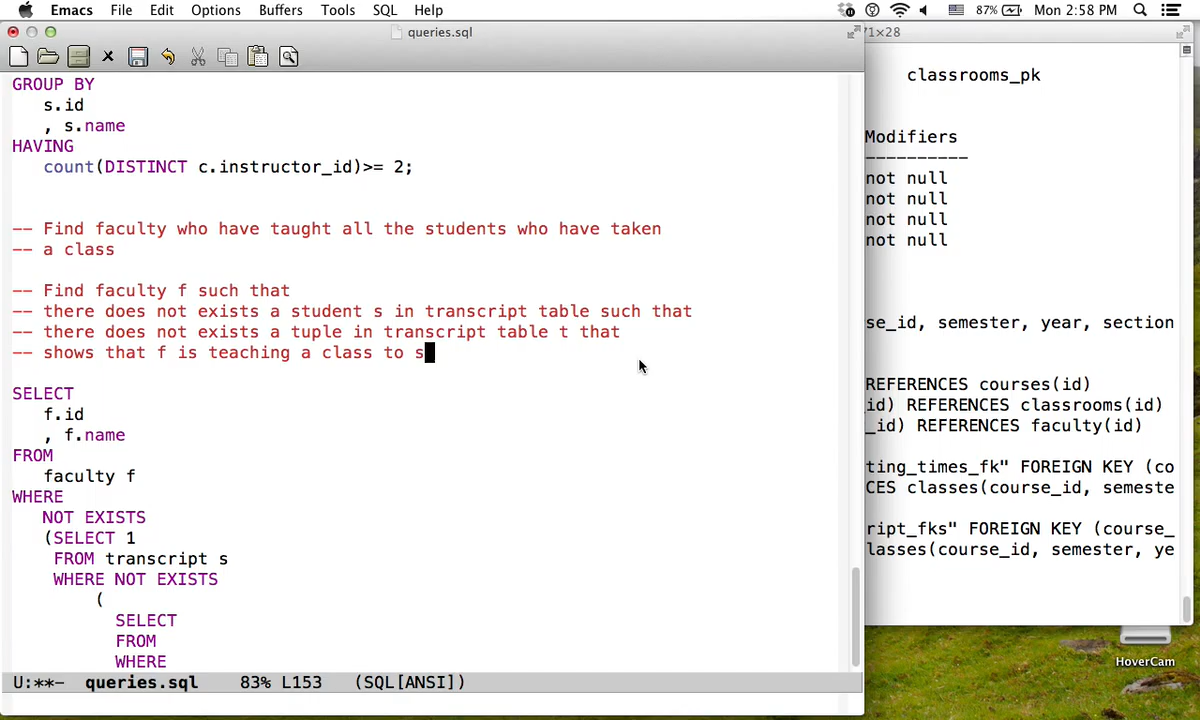 Emacs File Edit Options Buffers Tools SQL Help 87% Mon 2:58 PM
queries.sql
GROUP BY
s.id
, s.name
HAVING
count(DISTINCT c.instructor_id)>= 2;
-- Find faculty who have taught all the students who have taken
-- a class
-- Find faculty f such that
-- there does not exists a student s in transcript table such that
-- there does not exists a tuple in transcript table t that
-- shows that f is teaching a class to s
SELECT
f.id
, f.name
FROM
faculty f
WHERE
NOT EXISTS
(SELECT 1
FROM transcript s
WHERE NOT EXISTS
(
SELECT
FROM
WHERE
U:**- queries.sql 83% L153 (SQL[ANSI])
71×28
classrooms_pk
Modifiers
----------
not null
not null
not null
not null
se_id, semester, year, section
REFERENCES courses(id)
_id) REFERENCES classrooms(id)
_id) REFERENCES faculty(id)
ting_times_fk" FOREIGN KEY (co
CES classes(course_id, semeste
ript_fks" FOREIGN KEY (course_
lasses(course_id, semester, ye
HoverCam